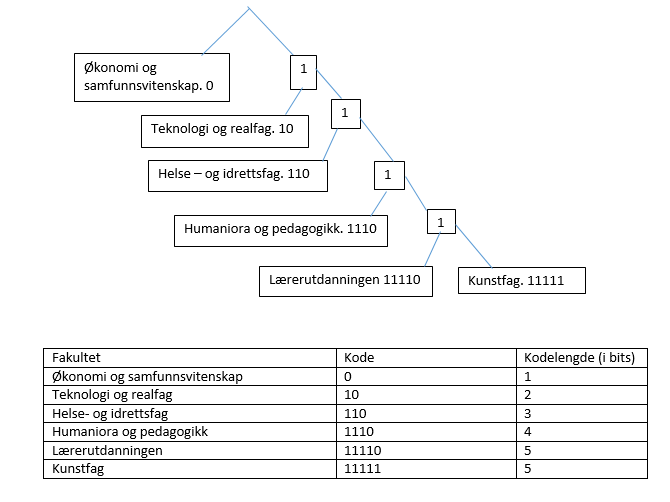 Økonomi og
samfunnsvitenskap. 0
1
Teknologi og realfag. 10
1
Helse – og idrettsfag. 110
1
Humaniora og pedagogikk. 1110
1
Lærerutdanningen 11110
Kunstfag. 11111
Fakultet Kode Kodelengde (i bits)
Økonomi og samfunnsvitenskap 0 1
Teknologi og realfag 10 2
Helse- og idrettsfag 110 3
Humaniora og pedagogikk 1110 4
Lærerutdanningen 11110 5
Kunstfag 11111 5